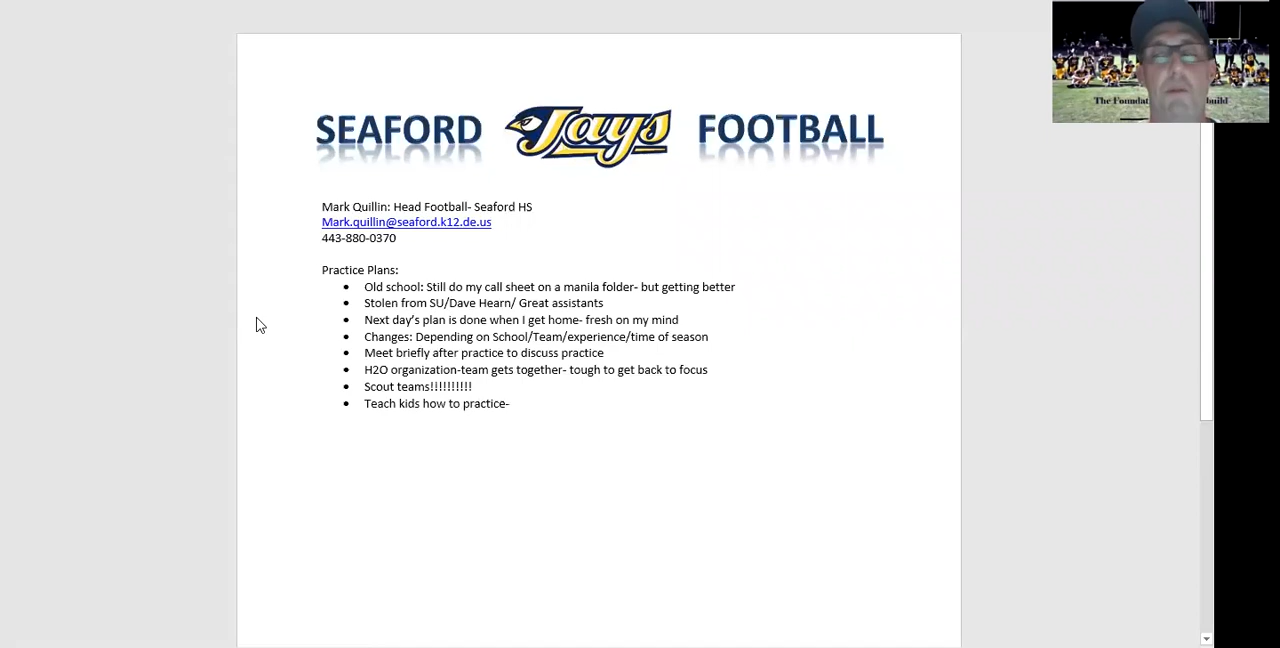 SEAFORD Jays FOOTBALL
Mark Quillin: Head Football- Seaford HS
Mark.quillin@seaford.k12.de.us
443-880-0370
Practice Plans:
• Old school: Still do my call sheet on a manila folder- but getting better
• Stolen from SU/Dave Hearn/ Great assistants
• Next day's plan is done when I get home- fresh on my mind
• Changes: Depending on School/Team/experience/time of season
• Meet briefly after practice to discuss practice
• H2O organization-team gets together- tough to get back to focus
• Scout teams!!!!!!!!!!
• Teach kids how to practice-
The